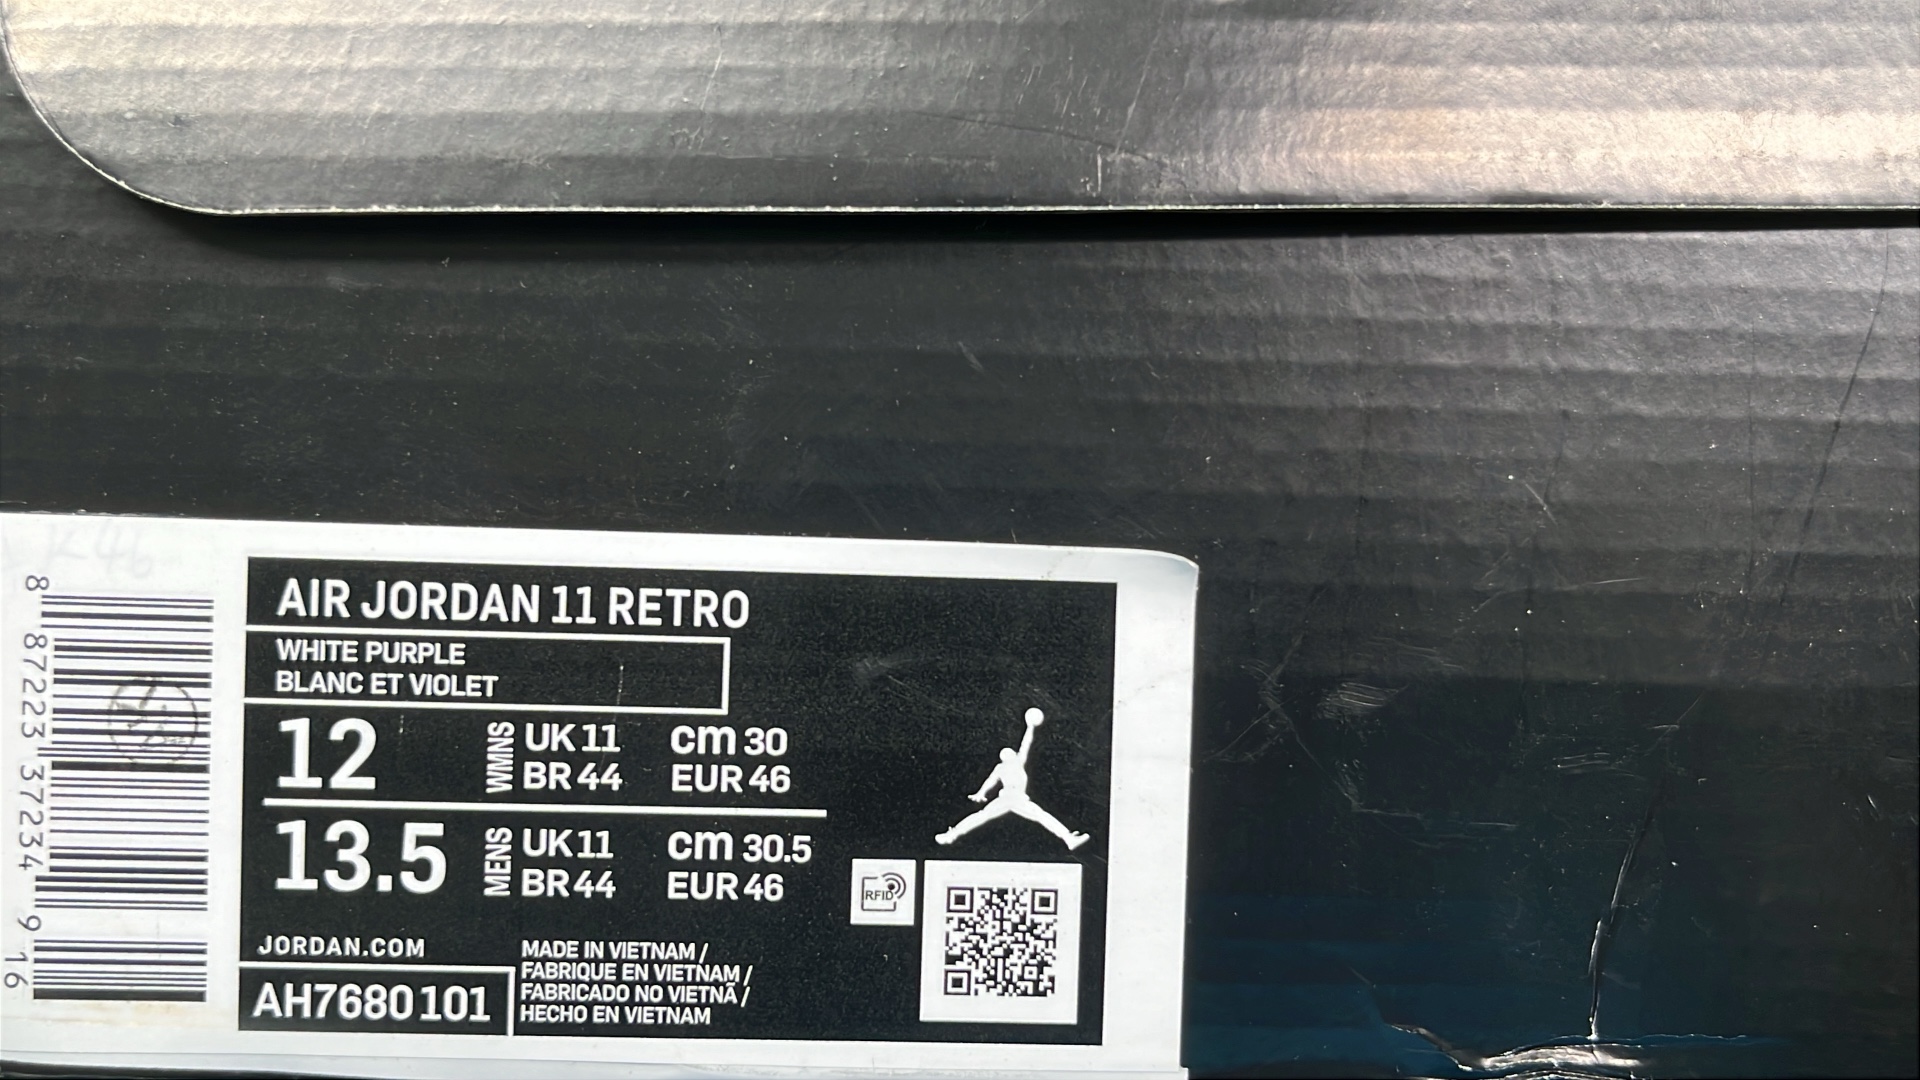 AIR JORDAN 11 RETRO
WHITE PURPLE
BLANC ET VIOLET
12 WMNS UK 11 cm 30
BR 44 EUR 46
13.5 MENS UK 11 cm 30.5
BR 44 EUR 46
JORDAN.COM
AH7680 101
MADE IN VIETNAM /
FABRIQUE EN VIETNAM /
FABRICADO NO VIETNÃ /
HECHO EN VIETNAM
RFID
8 87223 37234 9 16